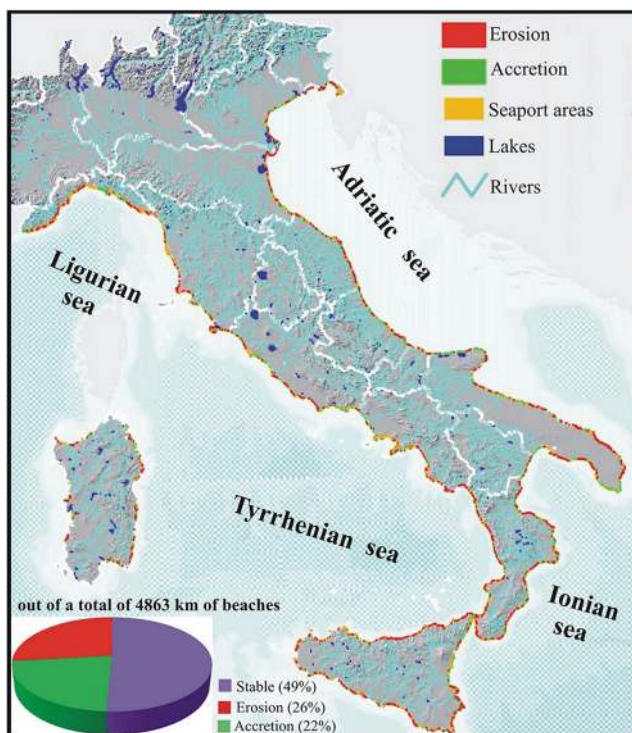 Erosion
Accretion
Seaport areas
Lakes
Rivers
Adriatic sea
Ligurian
sea
Tyrrhenian sea
Ionian
sea
out of a total of 4863 km of beaches
Stable (49%)
Erosion (26%)
Accretion (22%)